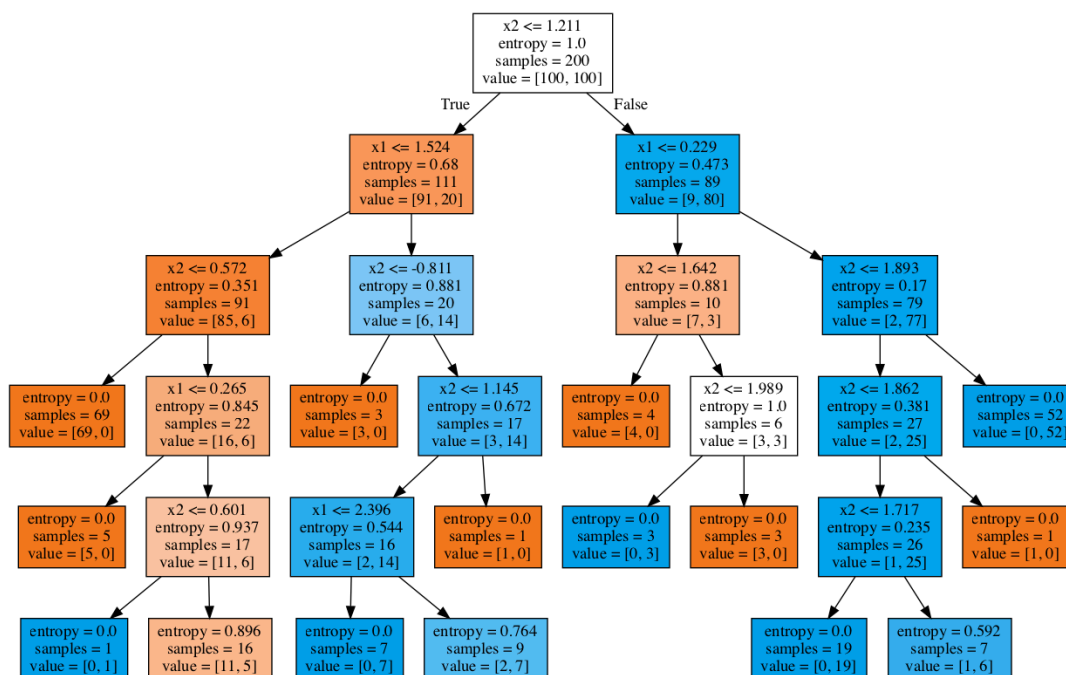 x2 <= 1.211
entropy = 1.0
samples = 200
value = [100, 100]
True
False
x1 <= 1.524
entropy = 0.68
samples = 111
value = [91, 20]
x1 <= 0.229
entropy = 0.473
samples = 89
value = [9, 80]
x2 <= 0.572
entropy = 0.351
samples = 91
value = [85, 6]
x2 <= -0.811
entropy = 0.881
samples = 20
value = [6, 14]
x2 <= 1.642
entropy = 0.881
samples = 10
value = [7, 3]
x2 <= 1.893
entropy = 0.17
samples = 79
value = [2, 77]
entropy = 0.0
samples = 69
value = [69, 0]
x1 <= 0.265
entropy = 0.845
samples = 22
value = [16, 6]
entropy = 0.0
samples = 3
value = [3, 0]
x2 <= 1.145
entropy = 0.672
samples = 17
value = [3, 14]
entropy = 0.0
samples = 4
value = [4, 0]
x2 <= 1.989
entropy = 1.0
samples = 6
value = [3, 3]
x2 <= 1.862
entropy = 0.381
samples = 27
value = [2, 25]
entropy = 0.0
samples = 52
value = [0, 52]
entropy = 0.0
samples = 5
value = [5, 0]
x2 <= 0.601
entropy = 0.937
samples = 17
value = [11, 6]
x1 <= 2.396
entropy = 0.544
samples = 16
value = [2, 14]
entropy = 0.0
samples = 1
value = [1, 0]
entropy = 0.0
samples = 3
value = [0, 3]
entropy = 0.0
samples = 3
value = [3, 0]
x2 <= 1.717
entropy = 0.235
samples = 26
value = [1, 25]
entropy = 0.0
samples = 1
value = [1, 0]
entropy = 0.0
samples = 1
value = [0, 1]
entropy = 0.896
samples = 16
value = [11, 5]
entropy = 0.0
samples = 7
value = [0, 7]
entropy = 0.764
samples = 9
value = [2, 7]
entropy = 0.0
samples = 19
value = [0, 19]
entropy = 0.592
samples = 7
value = [1, 6]